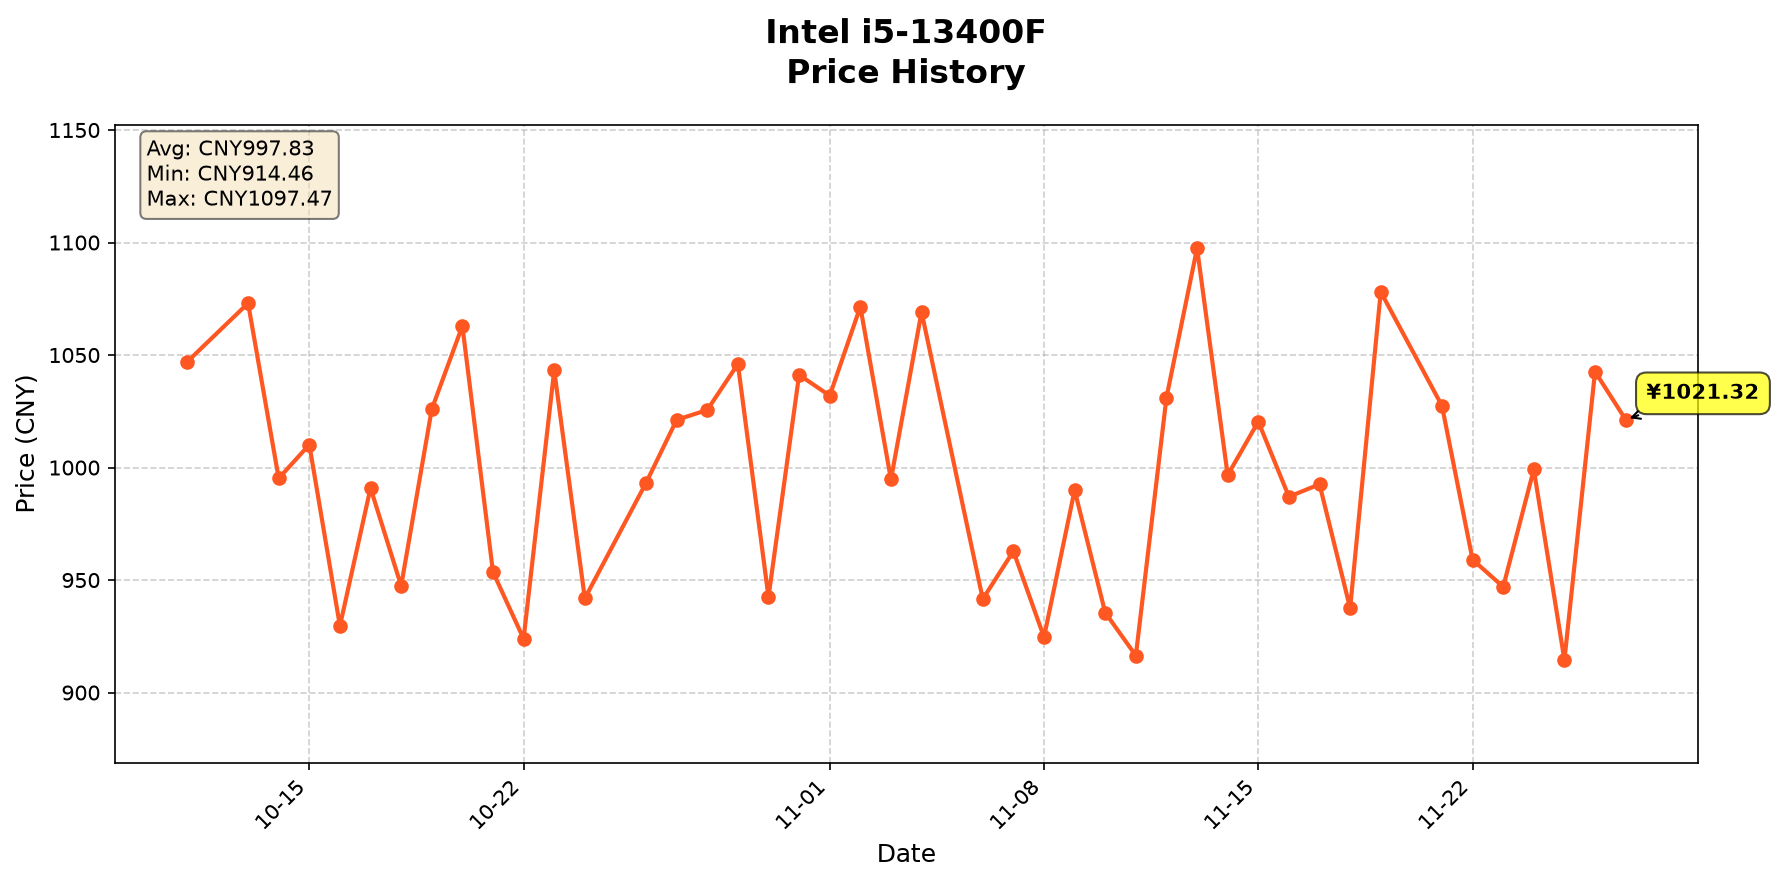 Intel i5-13400F
Price History
Avg: CNY997.83
Min: CNY914.46
Max: CNY1097.47
1150
1100
1050
1000
950
900
Price (CNY)
¥1021.32
10-15
10-22
11-01
11-08
11-15
11-22
Date